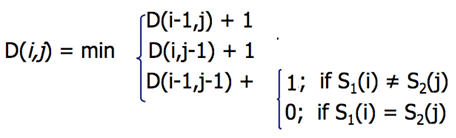 D(i-1,j) + 1
D(i,j) = min D(i,j-1) + 1
D(i-1,j-1) + 1; if S₁(i) ≠ S₂(j)
0; if S₁(i) = S₂(j)